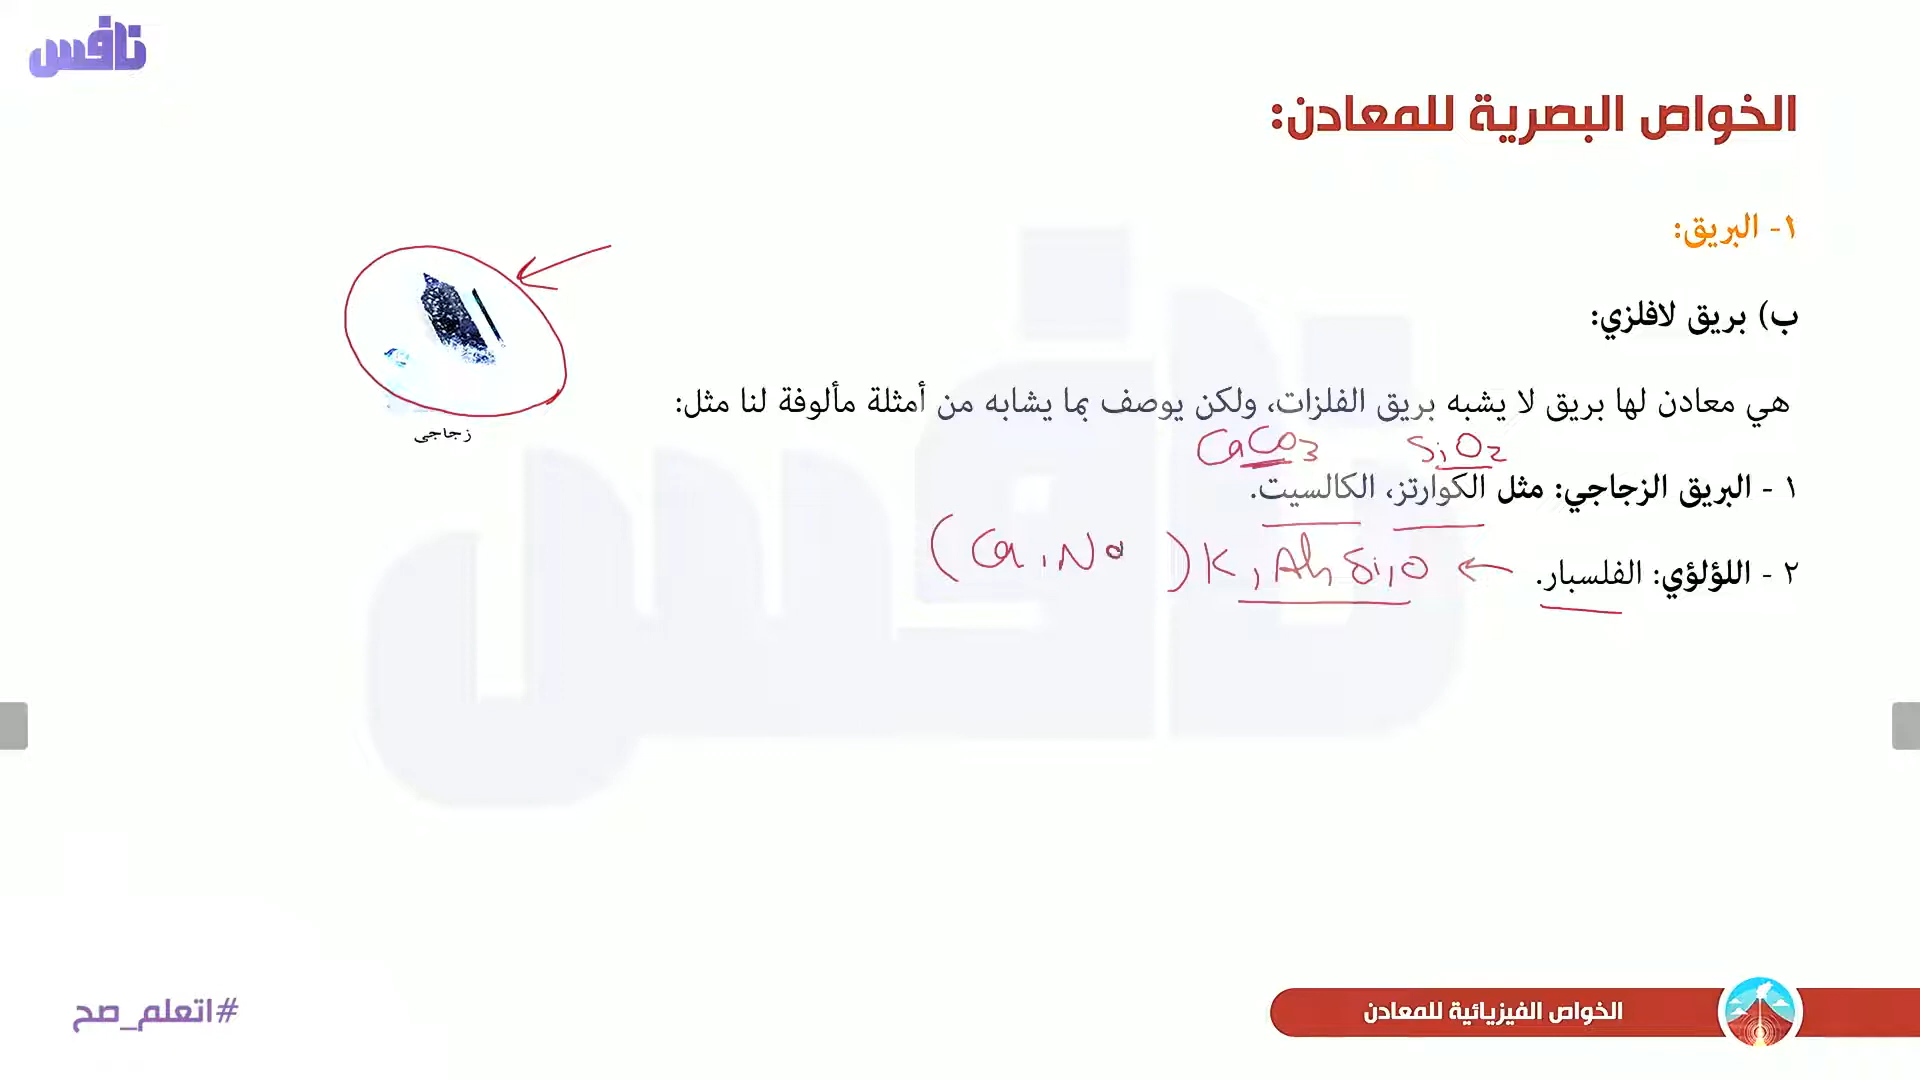 نافس
الخواص البصرية للمعادن:
١- البريق:
ب) بريق لافلزي:
هي معادن لها بريق لا يشبه بريق الفلزات، ولكن يوصف بما يشابه من أمثلة مألوفة لنا مثل:
زجاجي
SiO2
CaCO3
١ - البريق الزجاجي: مثل الكوارتز، الكالسيت.
٢ - اللؤلؤي: الفلسبار.
(Ca, Na) K, Al, Si, O
#اتعلم_صح
الخواص الفيزيائية للمعادن